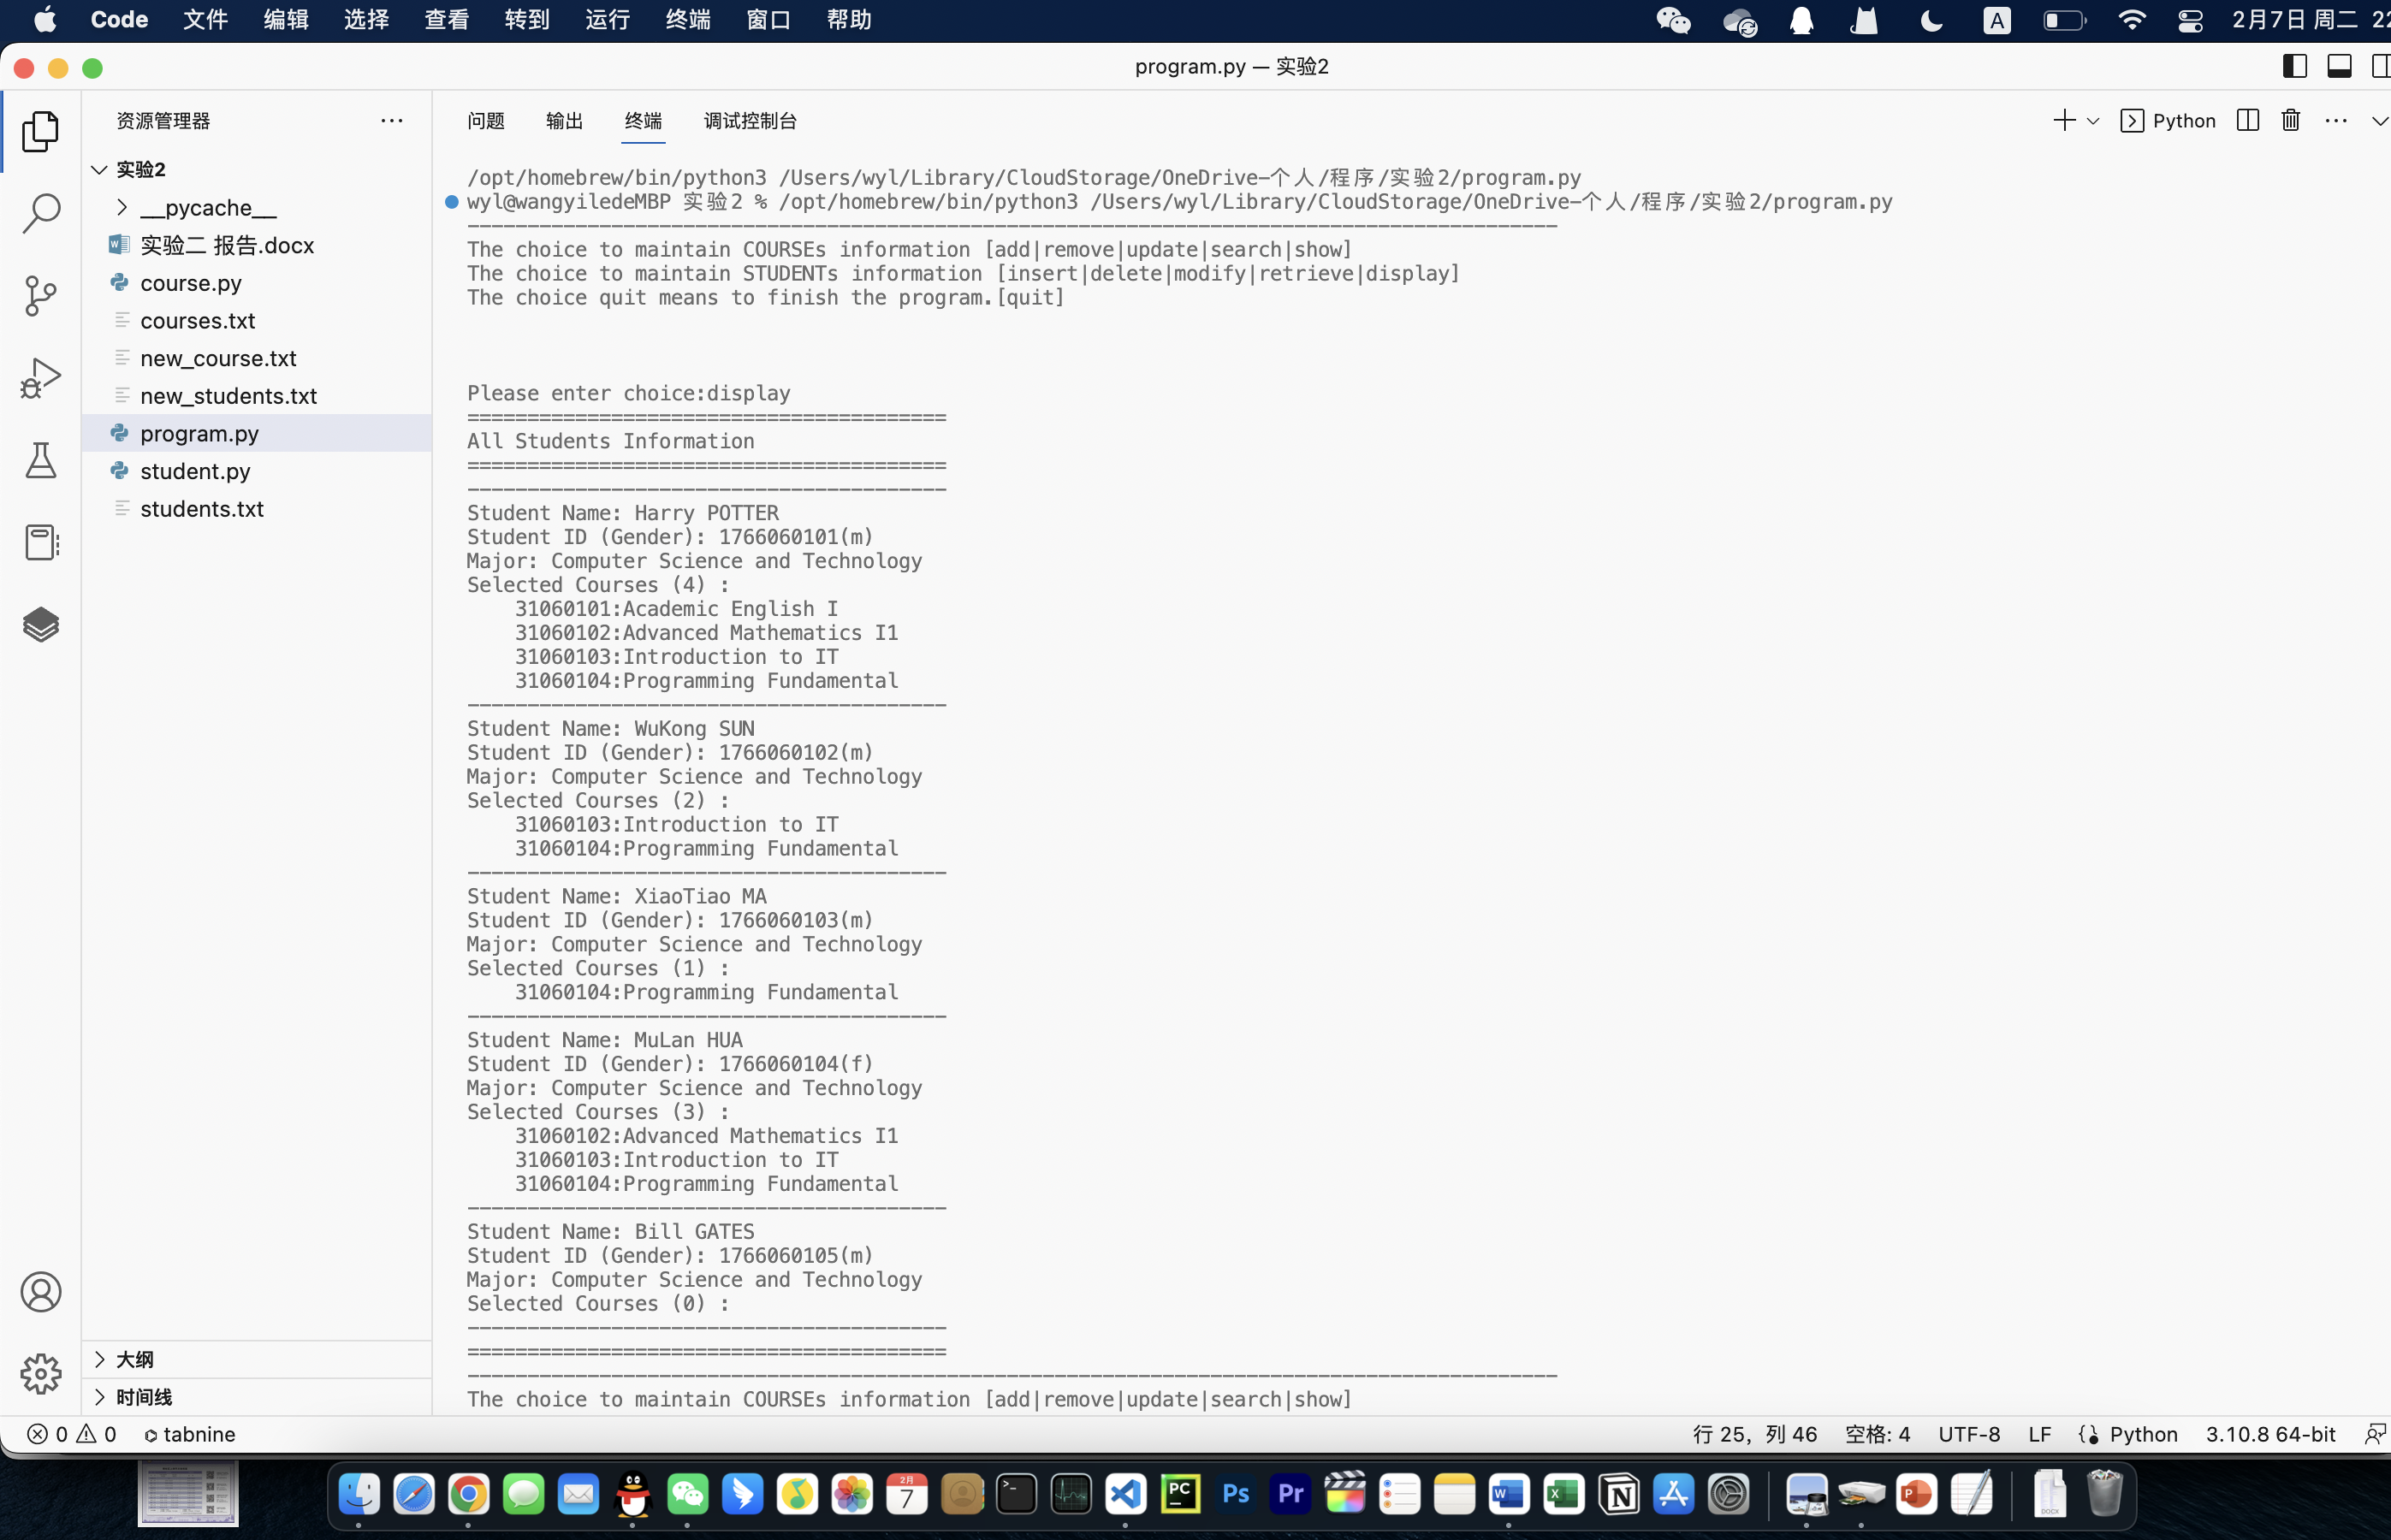 Code 文件 编辑 选择 查看 转到 运行 终端 窗口 帮助 A 2月7日 周二 22
program.py — 实验2
资源管理器 ···
实验2
__pycache__
实验二 报告.docx
course.py
courses.txt
new_course.txt
new_students.txt
program.py
student.py
students.txt
大纲
时间线
问题 输出 终端 调试控制台 Python ···
/opt/homebrew/bin/python3 /Users/wyl/Library/CloudStorage/OneDrive-个人/程序/实验2/program.py
wyl@wangyiledeMBP 实验2 % /opt/homebrew/bin/python3 /Users/wyl/Library/CloudStorage/OneDrive-个人/程序/实验2/program.py
-------------------------------------------------------------------------------------------
The choice to maintain COURSEs information [add|remove|update|search|show]
The choice to maintain STUDENTs information [insert|delete|modify|retrieve|display]
The choice quit means to finish the program.[quit]
Please enter choice:display
========================================
All Students Information
========================================
----------------------------------------
Student Name: Harry POTTER
Student ID (Gender): 1766060101(m)
Major: Computer Science and Technology
Selected Courses (4) :
    31060101:Academic English I
    31060102:Advanced Mathematics I1
    31060103:Introduction to IT
    31060104:Programming Fundamental
----------------------------------------
Student Name: WuKong SUN
Student ID (Gender): 1766060102(m)
Major: Computer Science and Technology
Selected Courses (2) :
    31060103:Introduction to IT
    31060104:Programming Fundamental
----------------------------------------
Student Name: XiaoTiao MA
Student ID (Gender): 1766060103(m)
Major: Computer Science and Technology
Selected Courses (1) :
    31060104:Programming Fundamental
----------------------------------------
Student Name: MuLan HUA
Student ID (Gender): 1766060104(f)
Major: Computer Science and Technology
Selected Courses (3) :
    31060102:Advanced Mathematics I1
    31060103:Introduction to IT
    31060104:Programming Fundamental
----------------------------------------
Student Name: Bill GATES
Student ID (Gender): 1766060105(m)
Major: Computer Science and Technology
Selected Courses (0) :
----------------------------------------
========================================
-------------------------------------------------------------------------------------------
The choice to maintain COURSEs information [add|remove|update|search|show]
0 0 tabnine 行 25，列 46 空格: 4 UTF-8 LF Python 3.10.8 64-bit
2月
7 PC Ps Pr W X N P DOCX